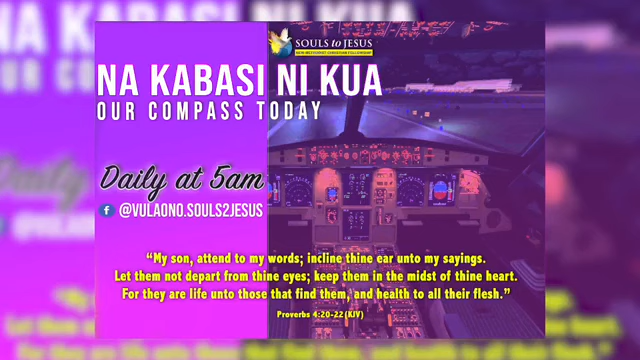 SOULS to JESUS
NA KABASI NI KUA
OUR COMPASS TODAY
Daily at 5am
@VULAONO.SOULS2JESUS
“My son, attend to my words; incline thine ear unto my sayings.
Let them not depart from thine eyes; keep them in the midst of thine heart.
For they are life unto those that find them, and health to all their flesh.”
Proverbs 4:20-22 (KJV)